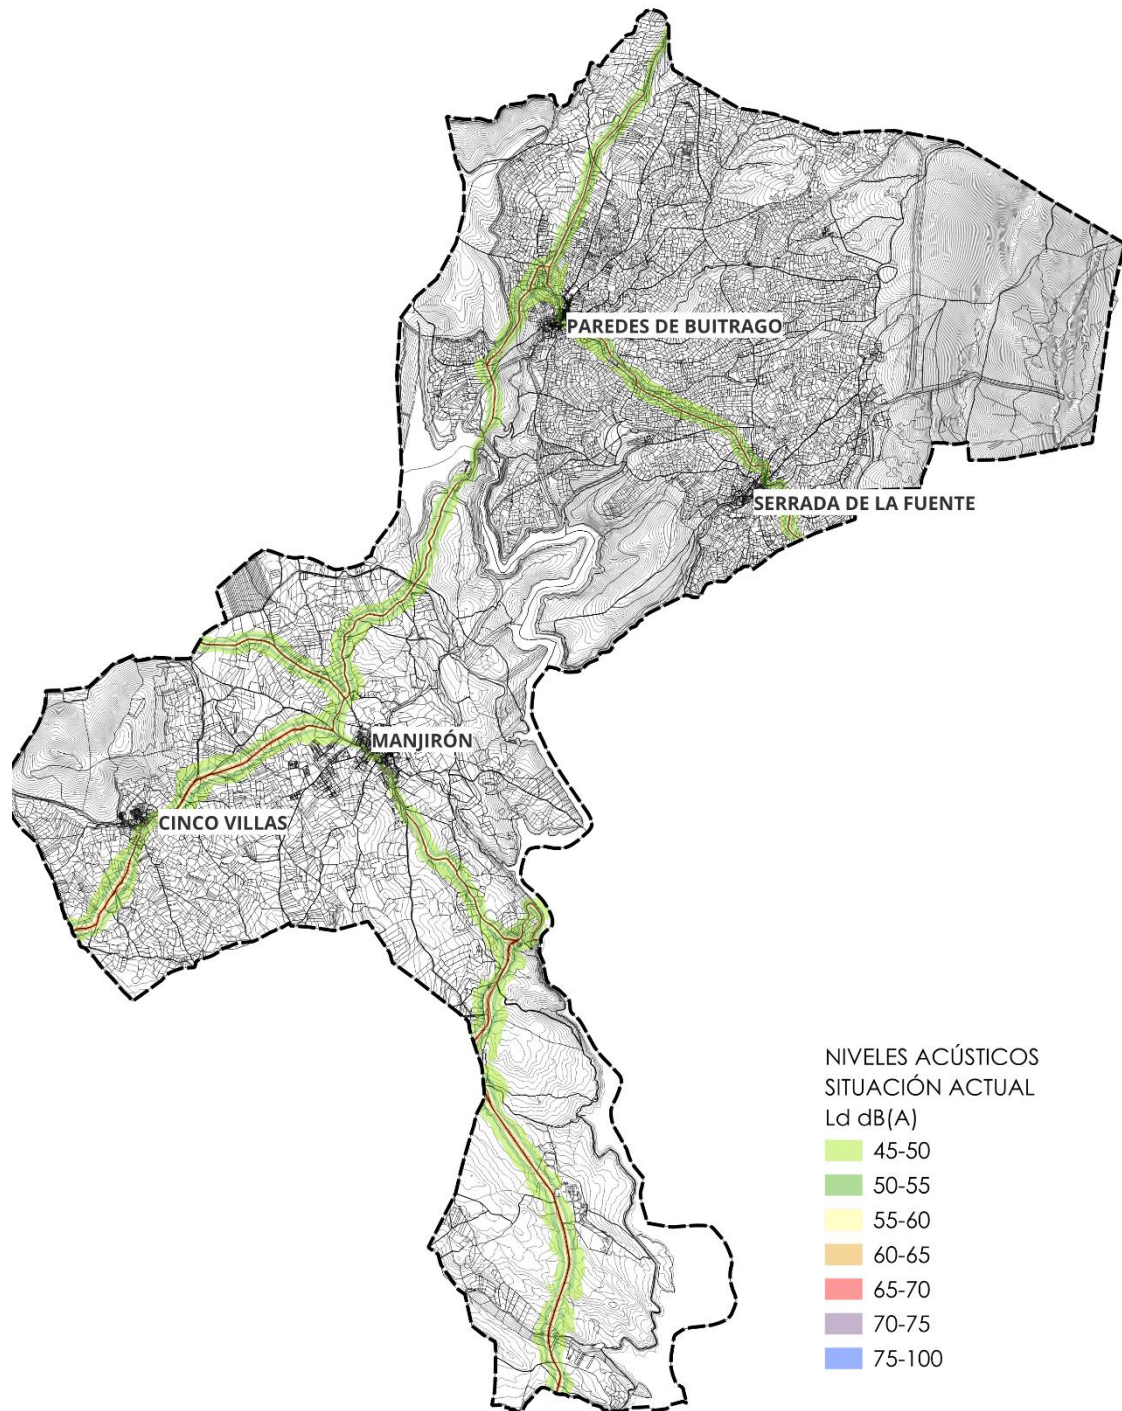 PAREDES DE BUITRAGO
SERRADA DE LA FUENTE
MANJIRÓN
CINCO VILLAS
NIVELES ACÚSTICOS
SITUACIÓN ACTUAL
Ld dB(A)
45-50
50-55
55-60
60-65
65-70
70-75
75-100